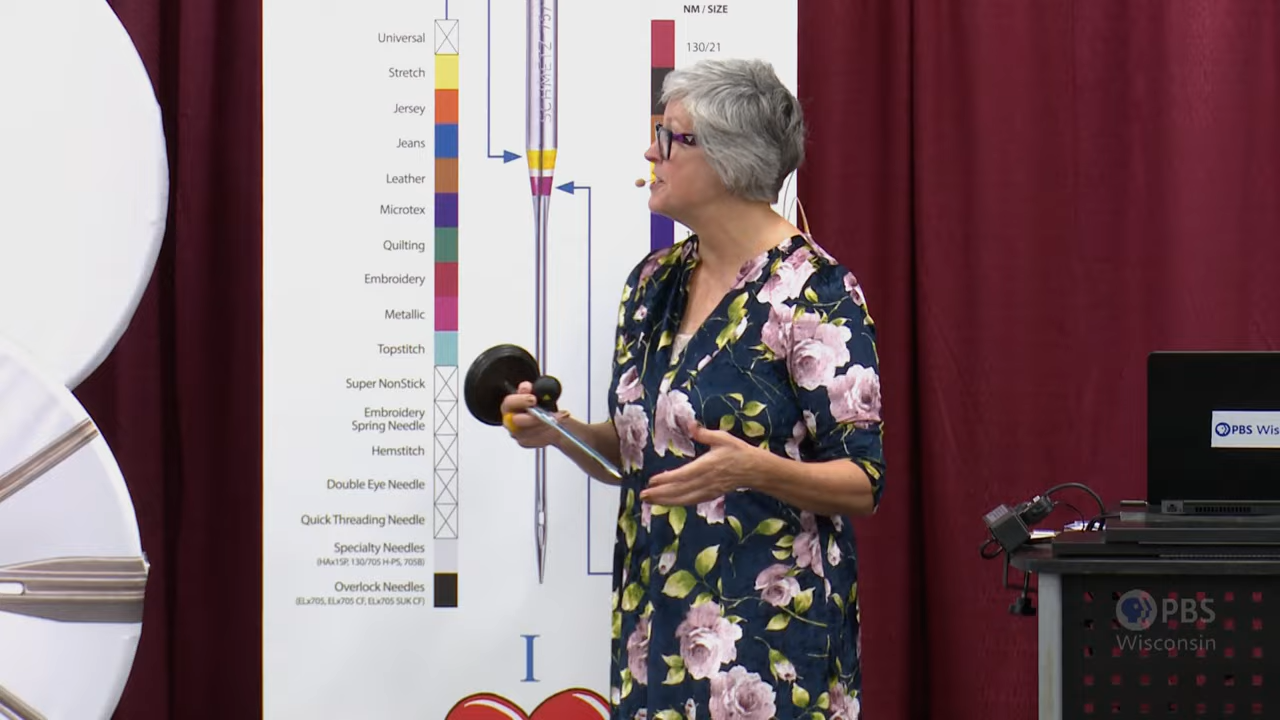 NM / SIZE
130/21
SCHMETZ
Universal
Stretch
Jersey
Jeans
Leather
Microtex
Quilting
Embroidery
Metallic
Topstitch
Super NonStick
Embroidery
Spring Needle
Hemstitch
Double Eye Needle
Quick Threading Needle
Specialty Needles
(HAx1SP, 130/705 H-PS, 705B)
Overlock Needles
(ELx705, ELx705 CF, ELx705 SUK CF)
I
PBS Wis
PBS
Wisconsin